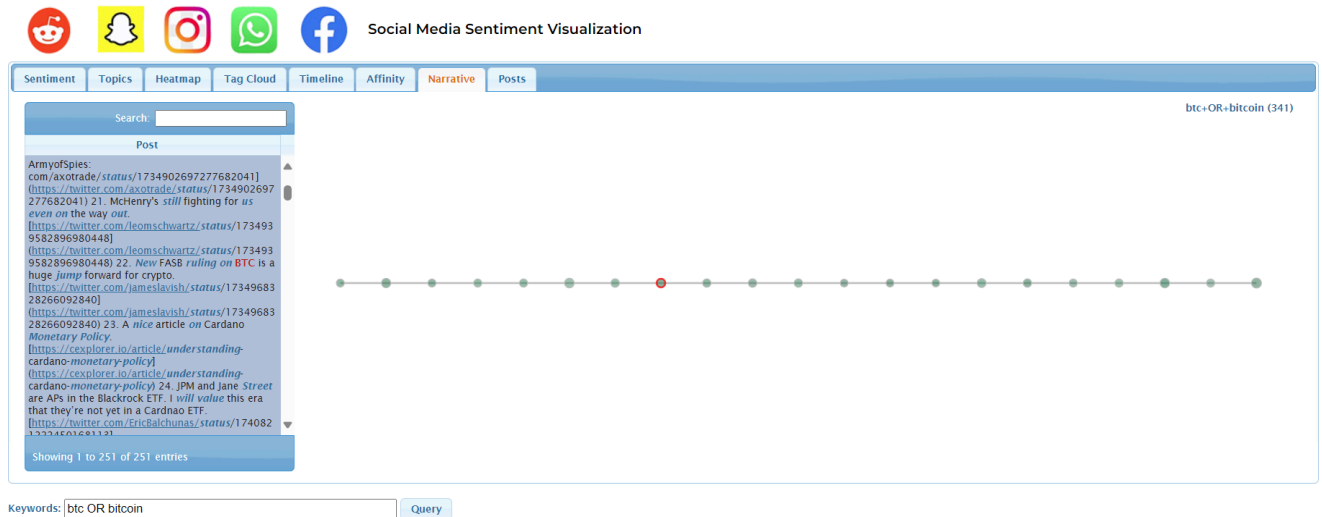 Social Media Sentiment Visualization
Sentiment Topics Heatmap Tag Cloud Timeline Affinity Narrative Posts
btc+OR+bitcoin (341)
Search:
Post
ArmyofSpies:
com/axotrade/status/1734902697277682041]
(https://twitter.com/axotrade/status/1734902697
277682041) 21. McHenry's still fighting for us
even on the way out.
[https://twitter.com/leomschwartz/status/173493
9582896980448]
(https://twitter.com/leomschwartz/status/173493
9582896980448) 22. New FASB ruling on BTC is a
huge jump forward for crypto.
[https://twitter.com/jameslavish/status/17349683
28266092840]
(https://twitter.com/jameslavish/status/17349683
28266092840) 23. A nice article on Cardano
Monetary Policy.
[https://cexplorer.io/article/understanding-
cardano-monetary-policy]
(https://cexplorer.io/article/understanding-
cardano-monetary-policy) 24. JPM and Jane Street
are APs in the Blackrock ETF. I will value this era
that they're not yet in a Cardnao ETF.
[https://twitter.com/EricBalchunas/status/174082
1222450168113]
Showing 1 to 251 of 251 entries
Keywords: btc OR bitcoin Query